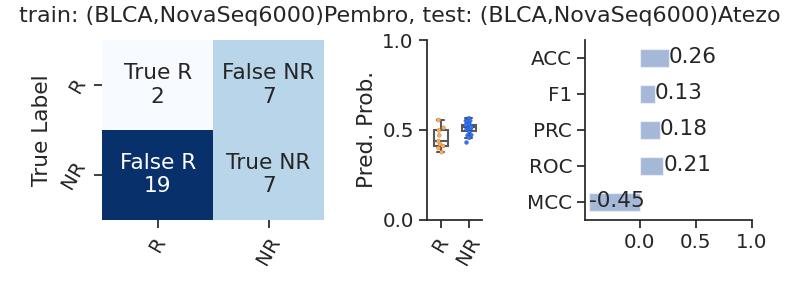 train: (BLCA,NovaSeq6000)Pembro, test: (BLCA,NovaSeq6000)Atezo
True Label
R
NR
True R
2
False NR
7
False R
19
True NR
7
R
NR
Pred. Prob.
1.0
0.5
0.0
R
NR
ACC
0.26
F1
0.13
PRC
0.18
ROC
0.21
MCC
-0.45
0.0
0.5
1.0